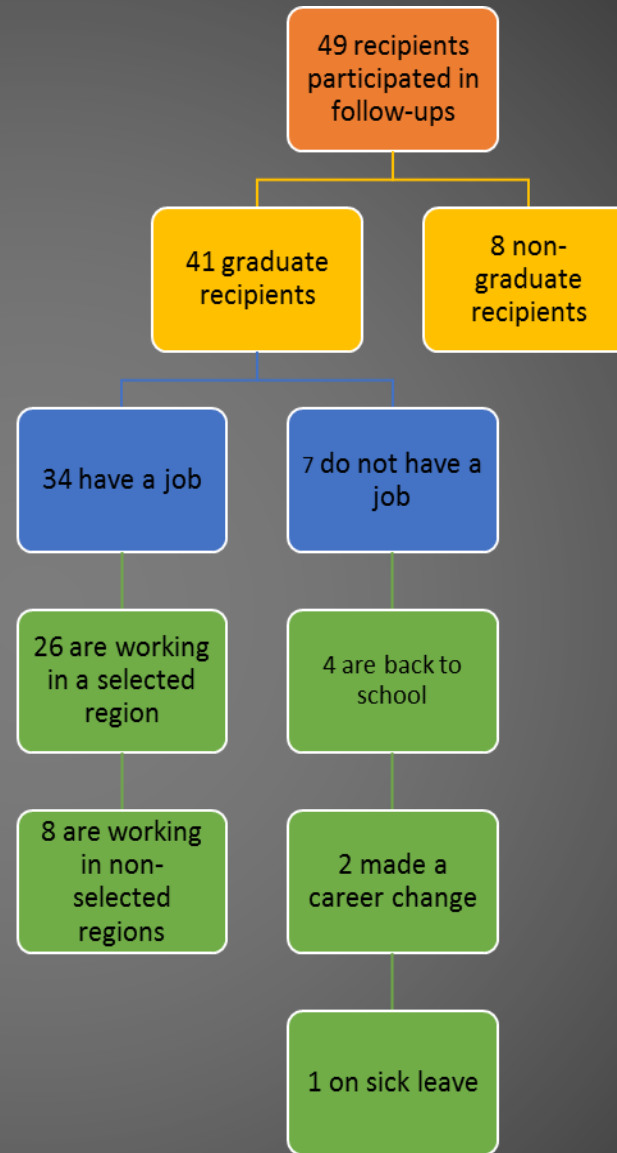 49 recipients
participated in
follow-ups
41 graduate
recipients
8 non-
graduate
recipients
34 have a job
7 do not have a
job
26 are working
in a selected
region
4 are back to
school
8 are working
in non-
selected
regions
2 made a
career change
1 on sick leave